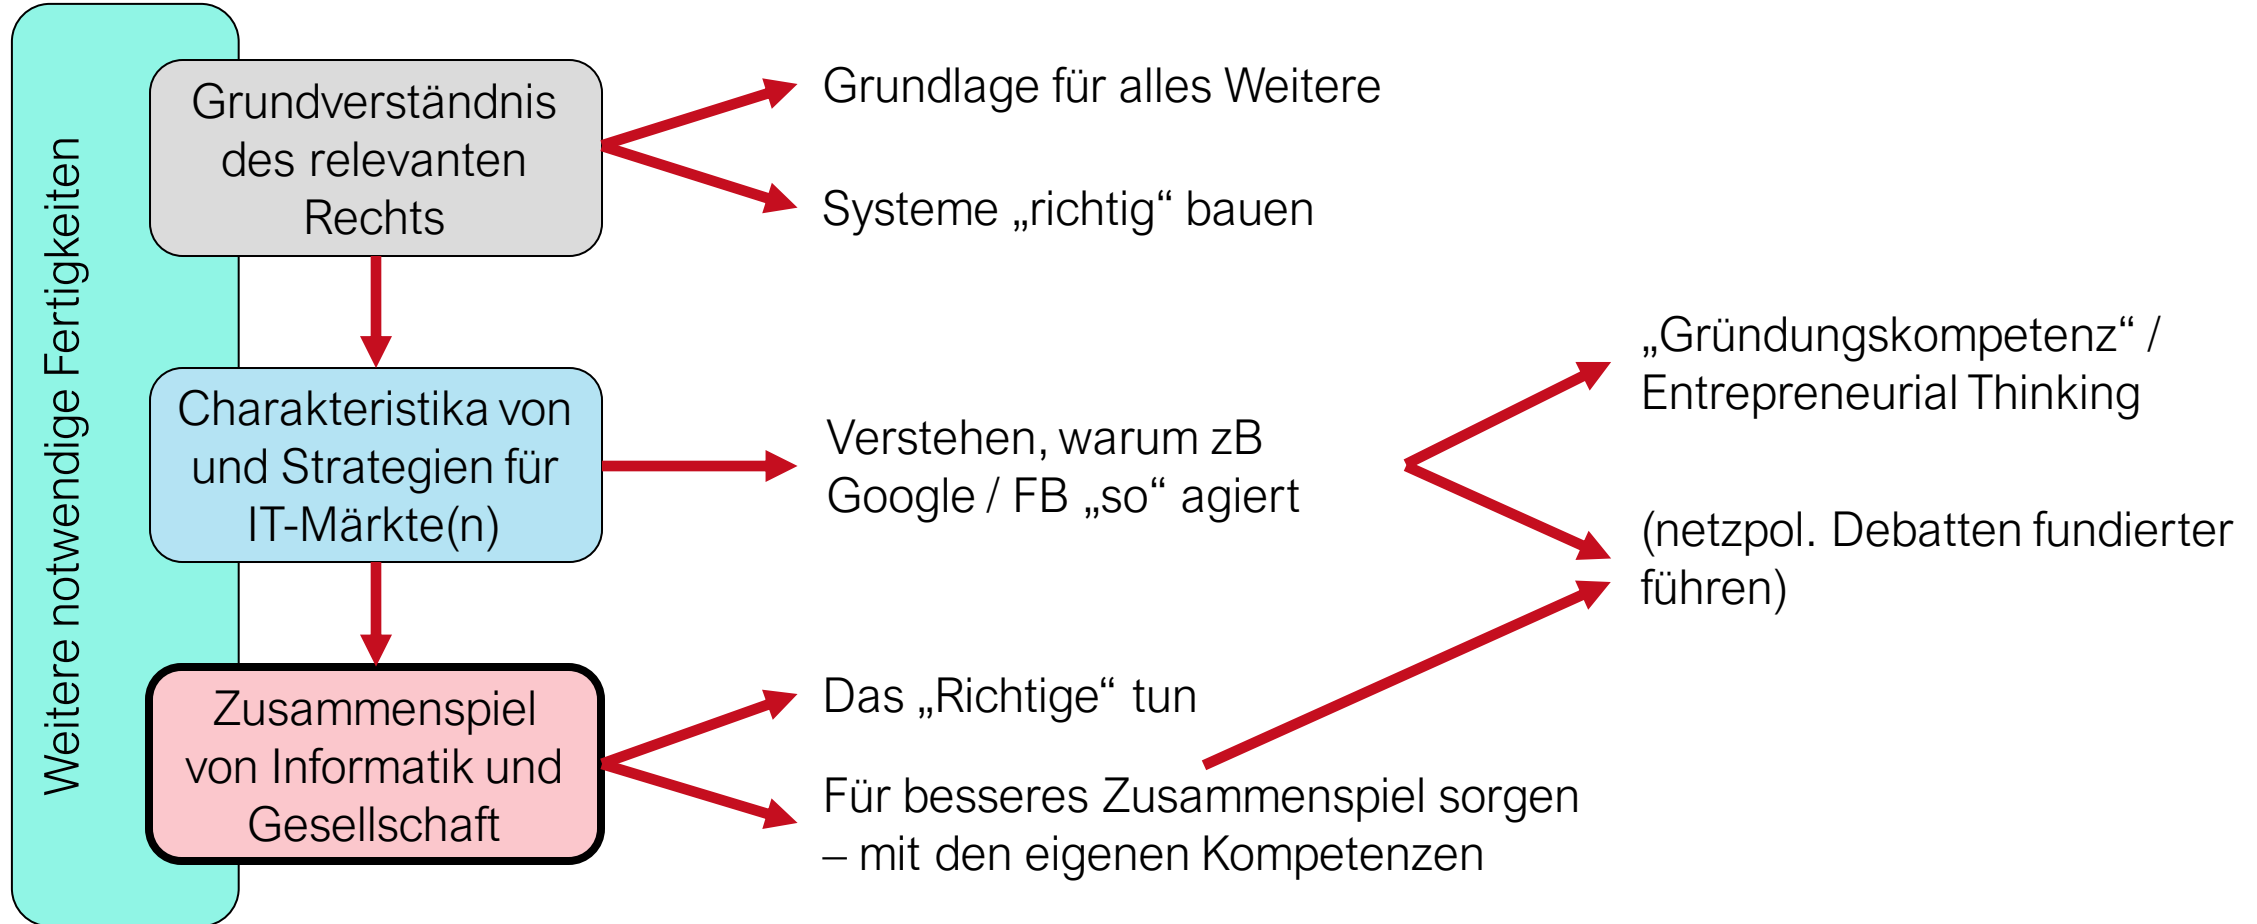 Weitere notwendige Fertigkeiten
Grundverständnis
des relevanten
Rechts
Grundlage für alles Weitere
Systeme „richtig“ bauen
Charakteristika von
und Strategien für
IT-Märkte(n)
Verstehen, warum zB
Google / FB „so“ agiert
„Gründungskompetenz“ /
Entrepreneurial Thinking
(netzpol. Debatten fundierter
führen)
Zusammenspiel
von Informatik und
Gesellschaft
Das „Richtige“ tun
Für besseres Zusammenspiel sorgen
– mit den eigenen Kompetenzen